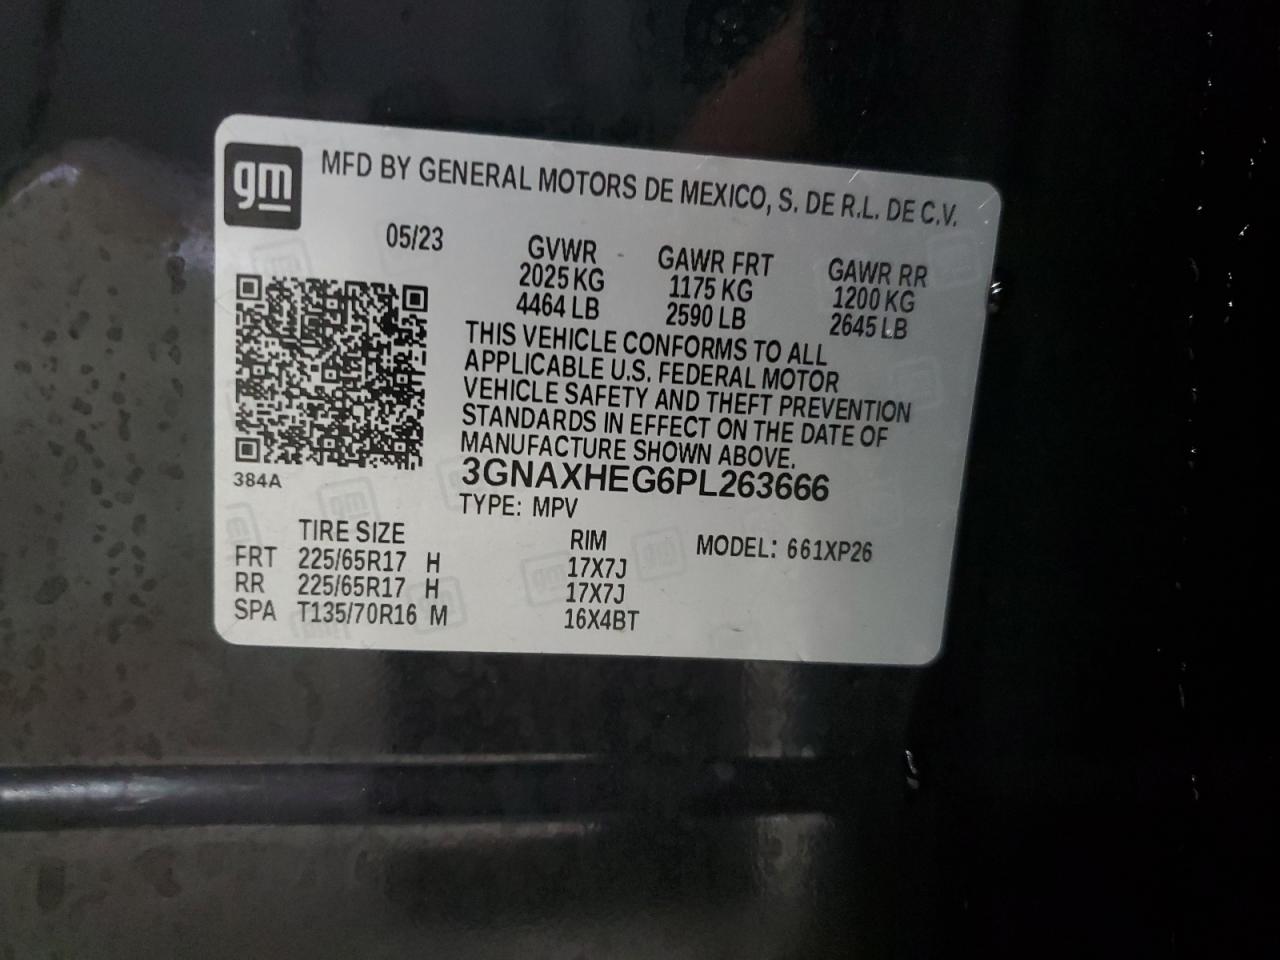 gm
MFD BY GENERAL MOTORS DE MEXICO, S. DE R.L. DE C.V.
05/23
GVWR GAWR FRT GAWR RR
2025 KG 1175 KG 1200 KG
4464 LB 2590 LB 2645 LB
THIS VEHICLE CONFORMS TO ALL
APPLICABLE U.S. FEDERAL MOTOR
VEHICLE SAFETY AND THEFT PREVENTION
STANDARDS IN EFFECT ON THE DATE OF
MANUFACTURE SHOWN ABOVE.
384A
3GNAXHEG6PL263666
TYPE: MPV
TIRE SIZE RIM MODEL: 661XP26
FRT 225/65R17 H 17X7J
RR 225/65R17 H 17X7J
SPA T135/70R16 M 16X4BT